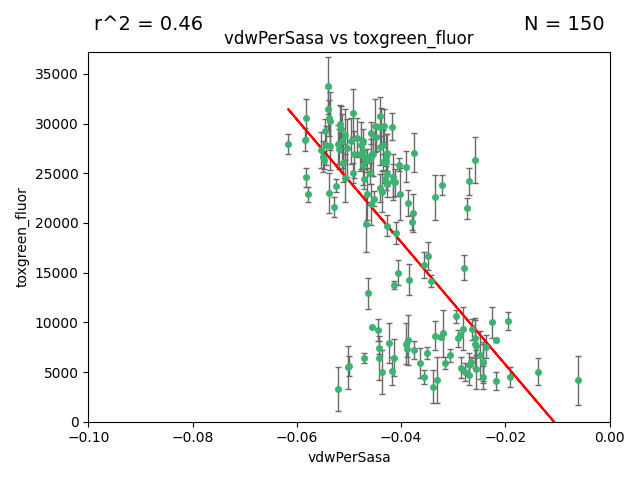 r^2 = 0.46
N = 150
vdwPerSasa vs toxgreen_fluor
35000
30000
25000
20000
15000
10000
5000
0
toxgreen_fluor
−0.10
−0.08
−0.06
−0.04
−0.02
0.00
vdwPerSasa